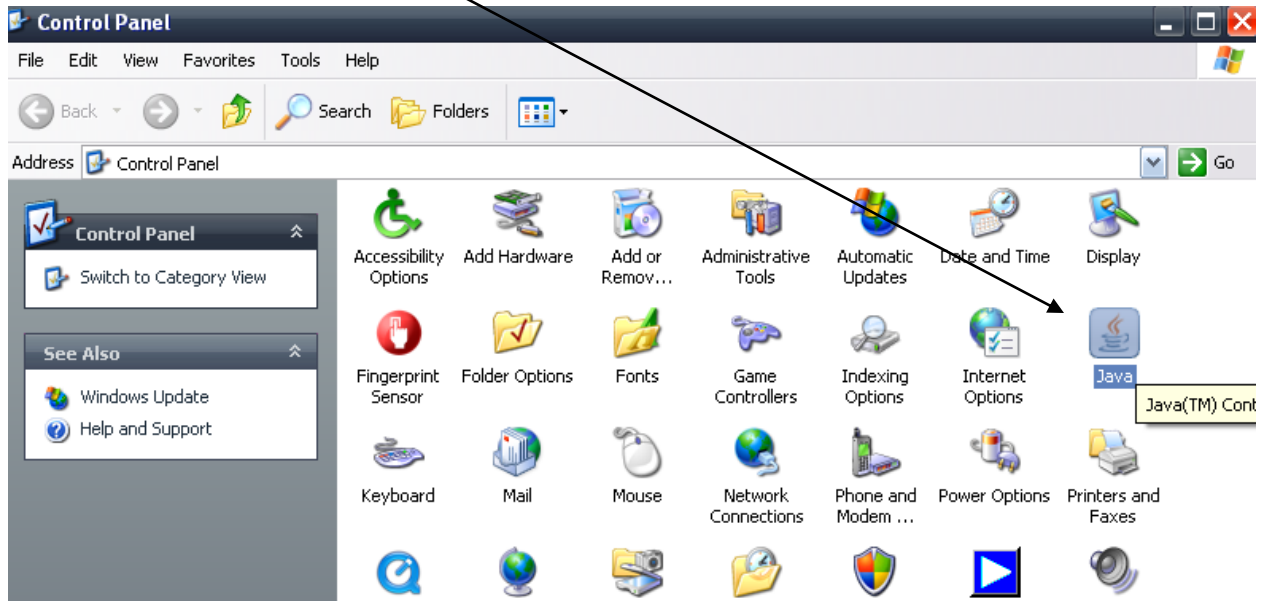 Control Panel
File Edit View Favorites Tools Help
Back Search Folders
Address Control Panel Go
Control Panel
Switch to Category View
See Also
Windows Update
Help and Support
Accessibility Options
Add Hardware
Add or Remov...
Administrative Tools
Automatic Updates
Date and Time
Display
Fingerprint Sensor
Folder Options
Fonts
Game Controllers
Indexing Options
Internet Options
Java
Java(TM) Cont
Keyboard
Mail
Mouse
Network Connections
Phone and Modem ...
Power Options
Printers and Faxes